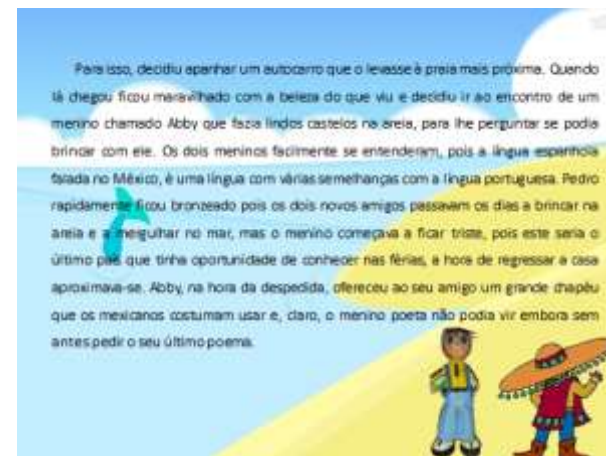 Para isso, decidiu apanhar um autocarro que o levasse à praia mais próxima. Quando
lá chegou ficou maravilhado com a beleza do que viu e decidiu ir ao encontro de um
menino chamado Abby que fazia lindos castelos na areia, para lhe perguntar se podia
brincar com ele. Os dois meninos facilmente se entenderam, pois a língua espanhola
falada no México, é uma língua com várias semelhanças com a língua portuguesa. Pedro
rapidamente ficou bronzeado pois os dois novos amigos passavam os dias a brincar na
areia e a mergulhar no mar, mas o menino começava a ficar triste, pois este seria o
último país que tinha oportunidade de conhecer nas férias, a hora de regressar a casa
aproximava-se. Abby, na hora da despedida, ofereceu ao seu amigo um grande chapéu
que os mexicanos costumam usar e, claro, o menino poeta não podia vir embora sem
antes pedir o seu último poema.